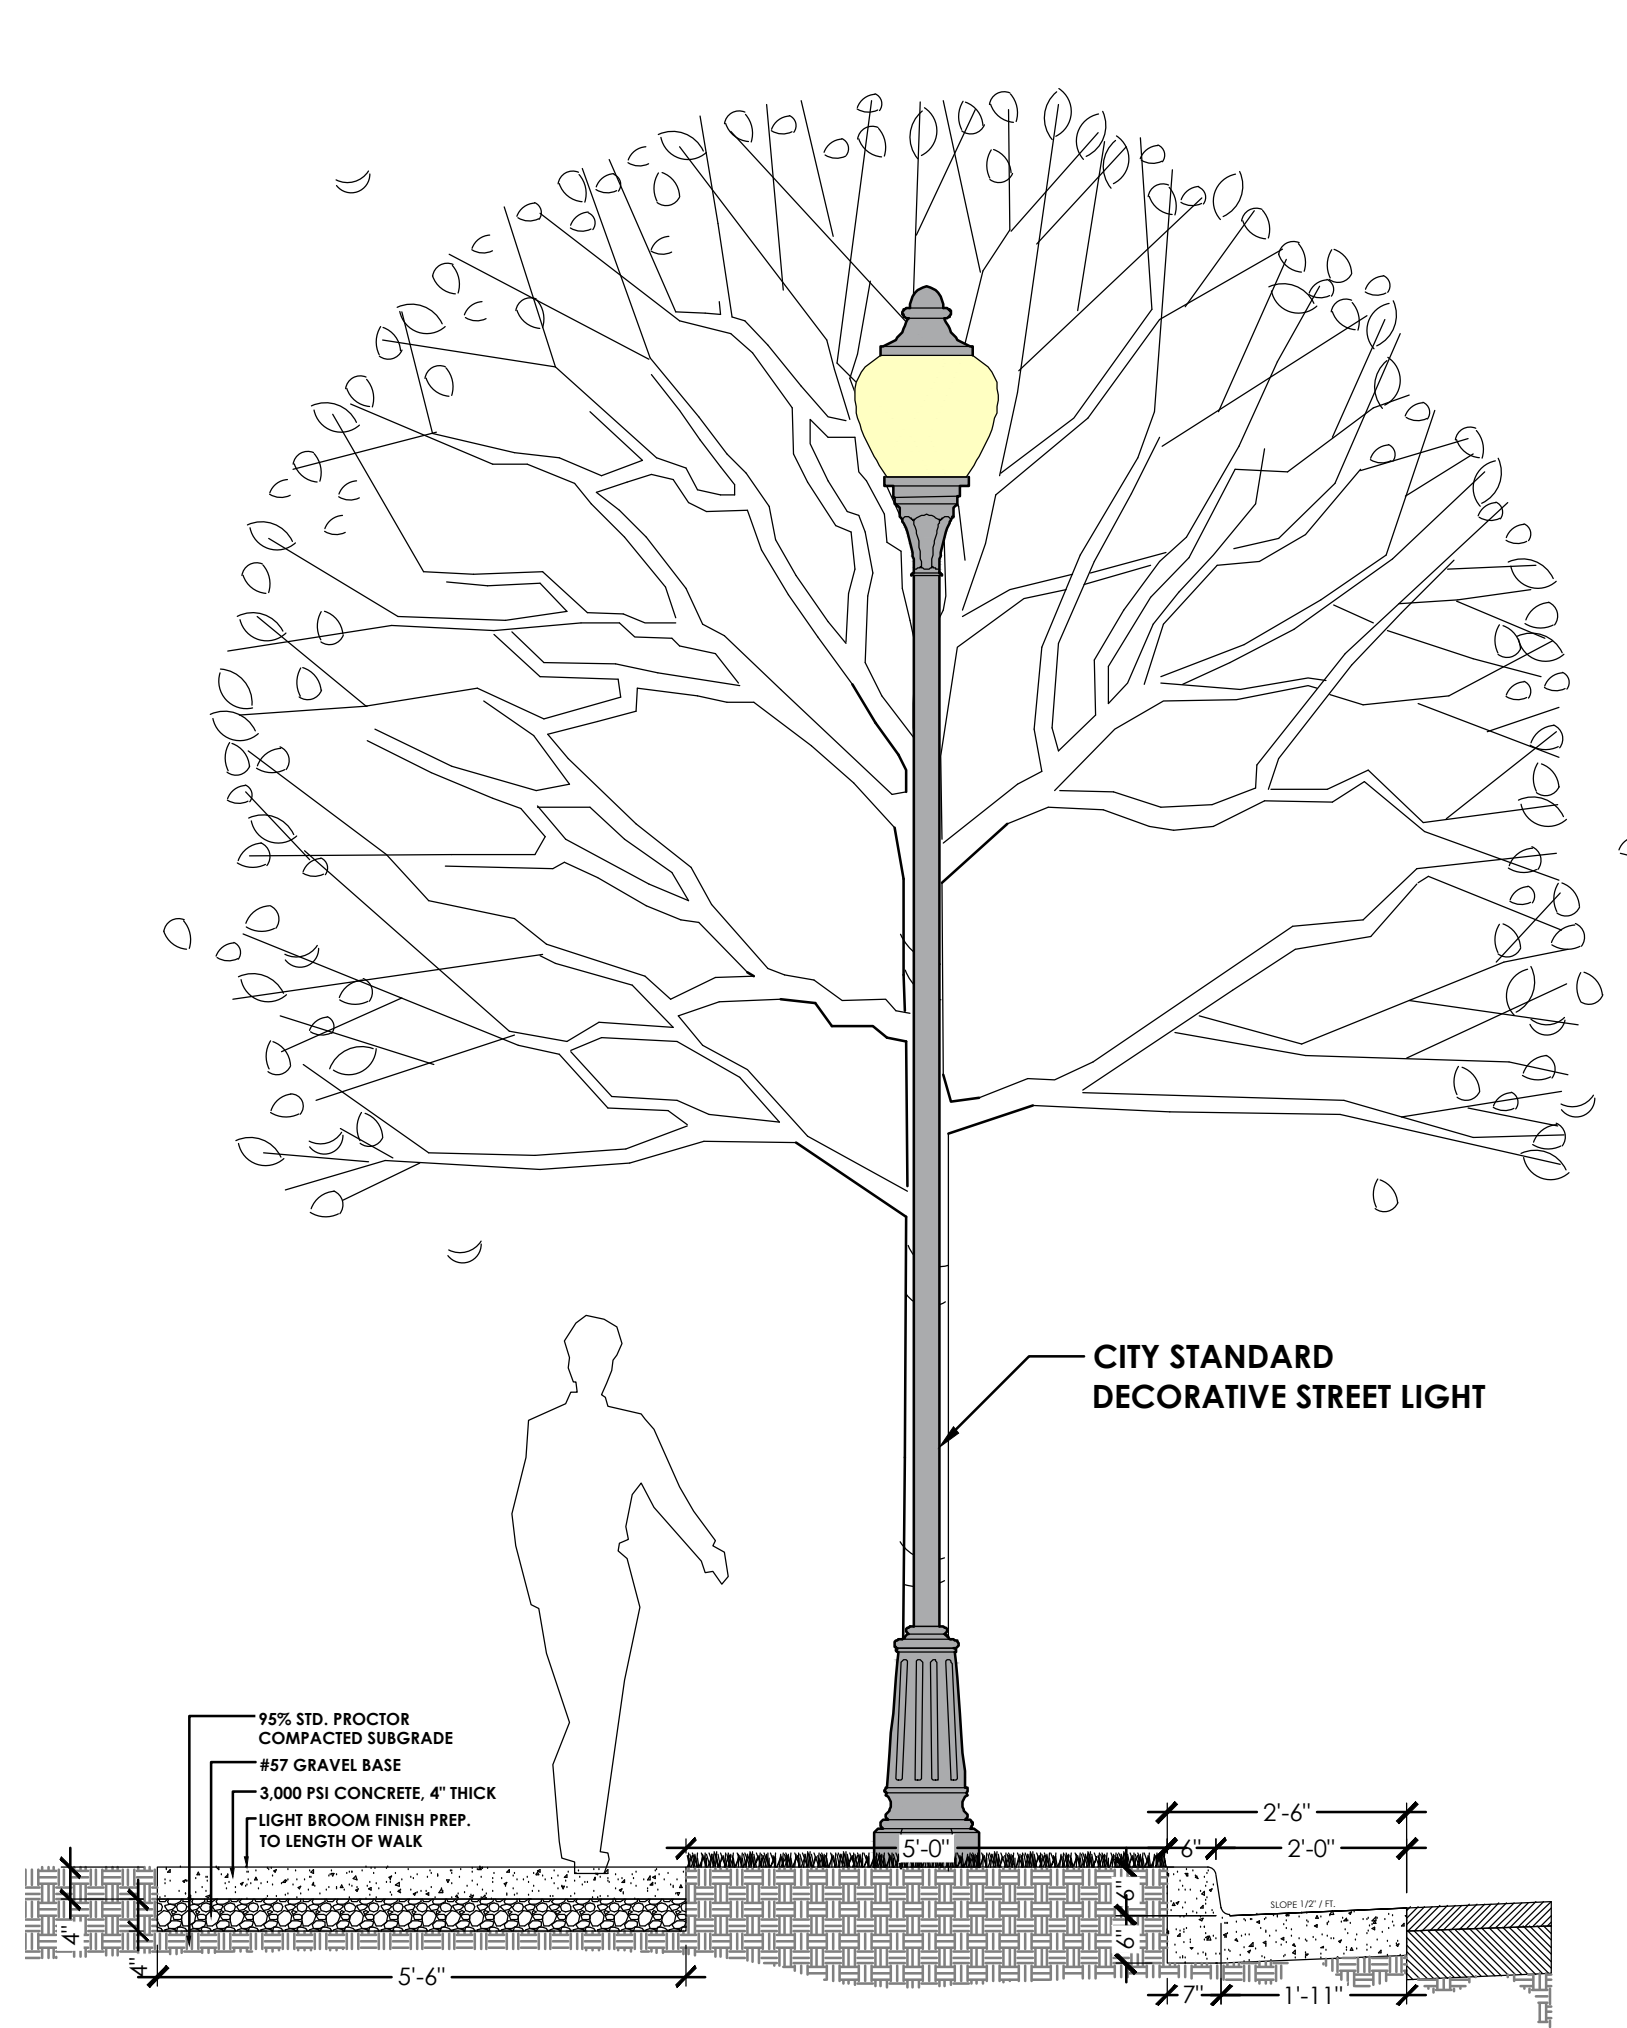 CITY STANDARD
DECORATIVE STREET LIGHT
95% STD. PROCTOR
COMPACTED SUBGRADE
#57 GRAVEL BASE
3,000 PSI CONCRETE, 4" THICK
LIGHT BROOM FINISH PREP.
TO LENGTH OF WALK
2'-6"
5'-0"
6"
2'-0"
6"
SLOPE 1/2" / FT.
4"
6"
4"
5'-6"
7"
1'-11"